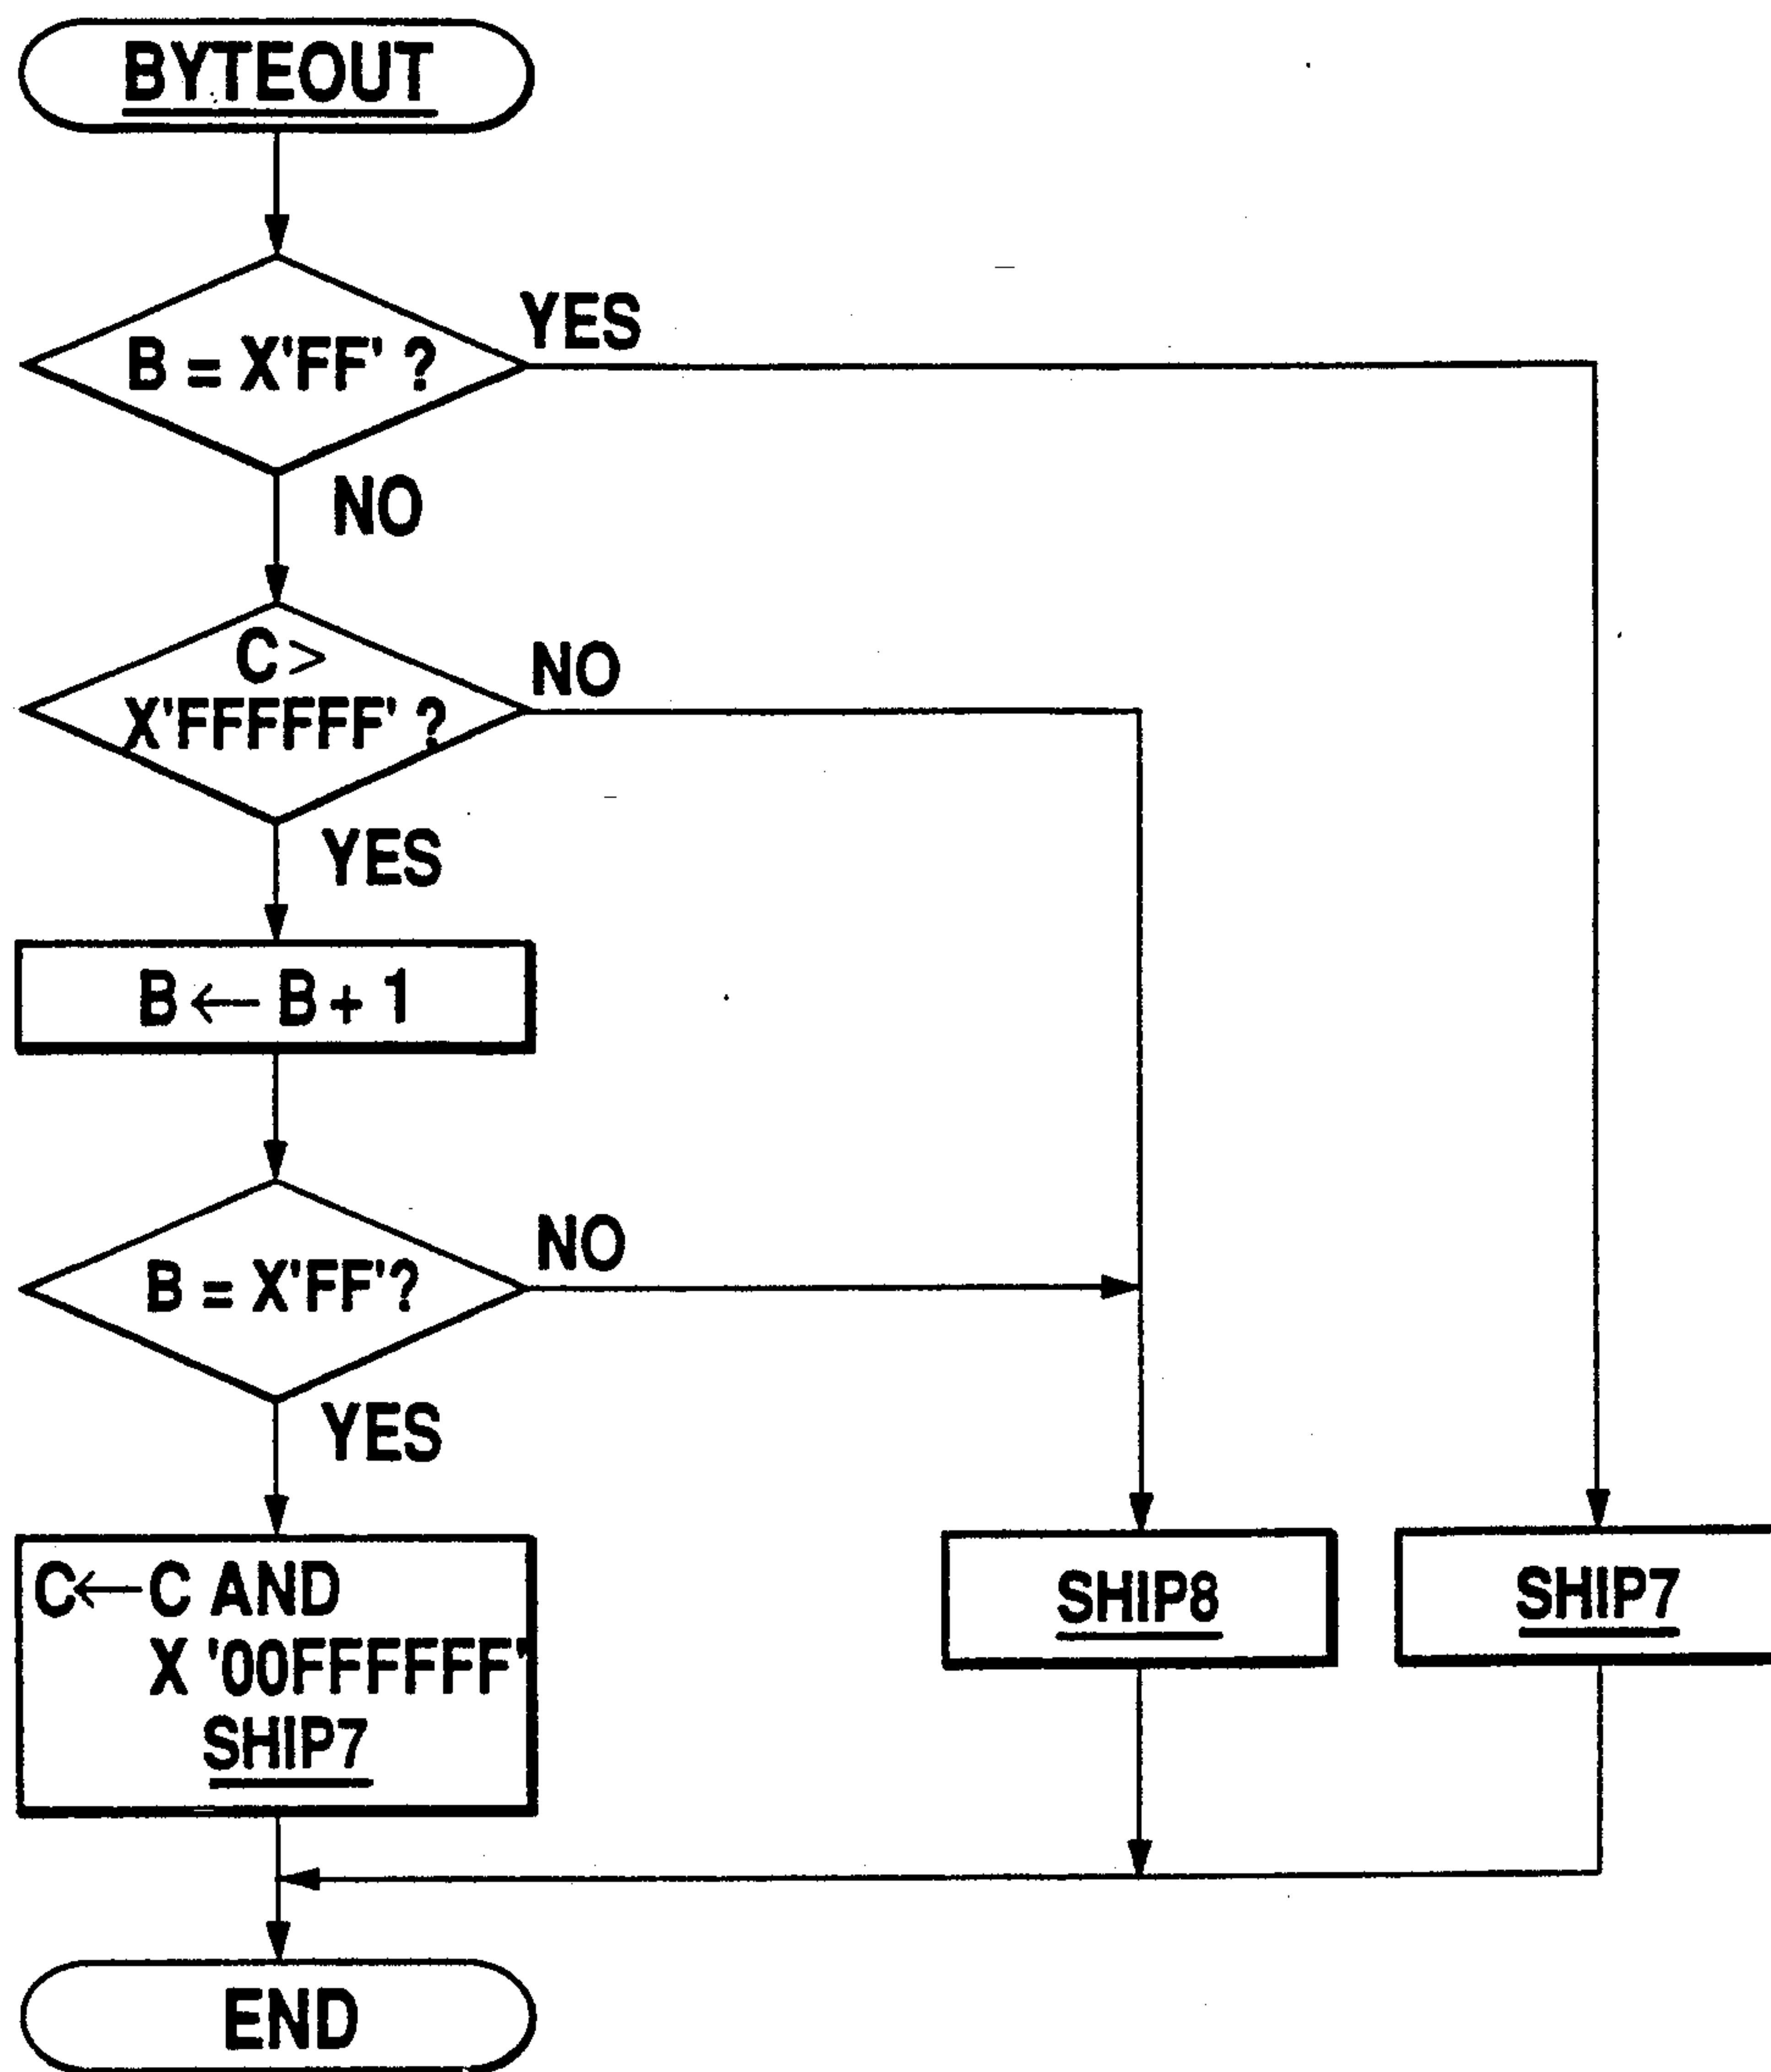 BYTEOUT
B = X'FF' ?
YES
NO
C >
X'FFFFFF' ?
NO
YES
B ← B + 1
B = X'FF'?
NO
YES
C ← C AND
X '00FFFFFF'
SHIP7
SHIP8
SHIP7
END